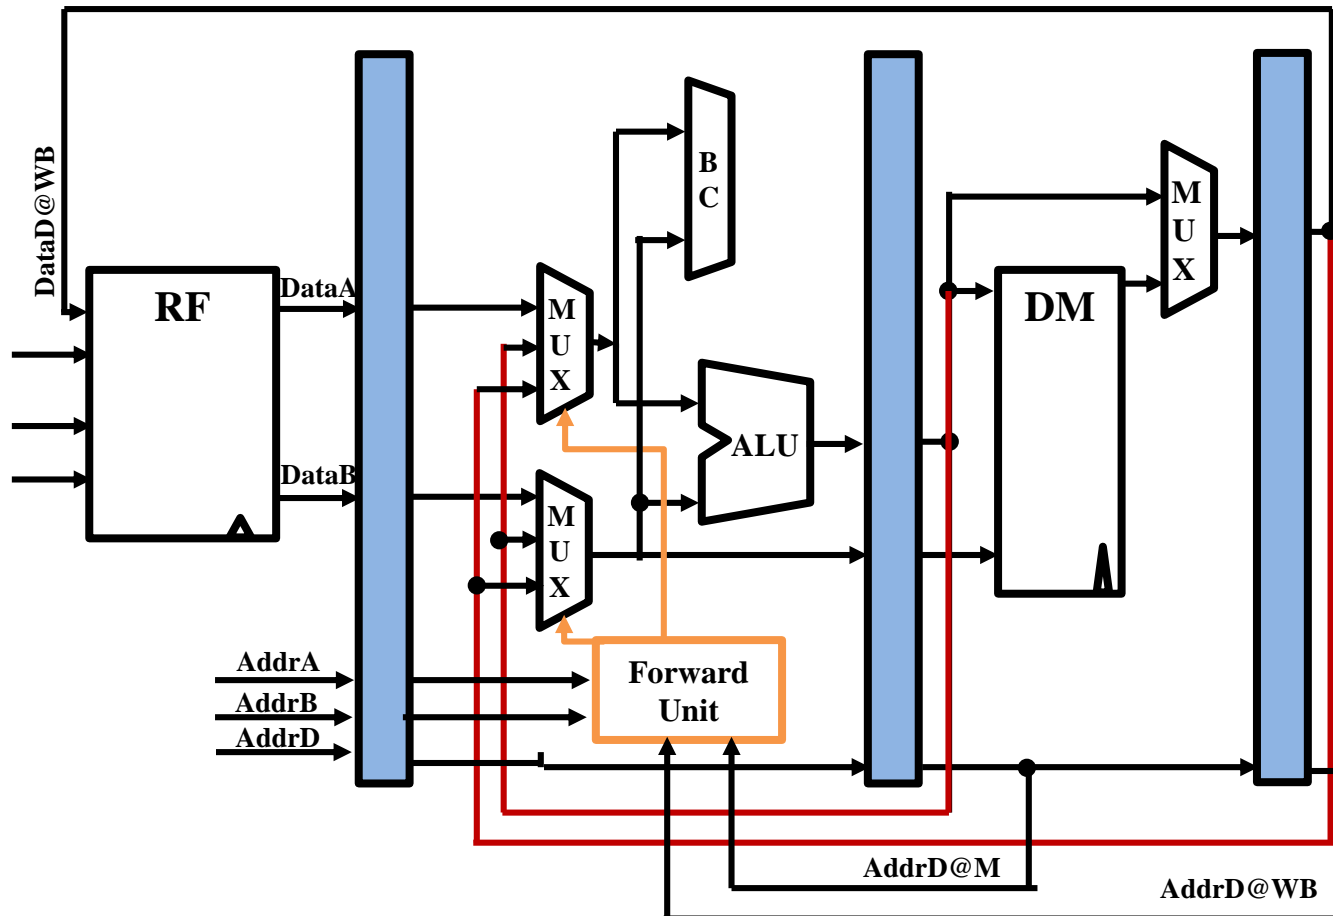 DataD@WB
RF
DataA
DataB
M
U
X
M
U
X
B
C
ALU
M
U
X
DM
AddrA
AddrB
AddrD
Forward
Unit
AddrD@M
AddrD@WB